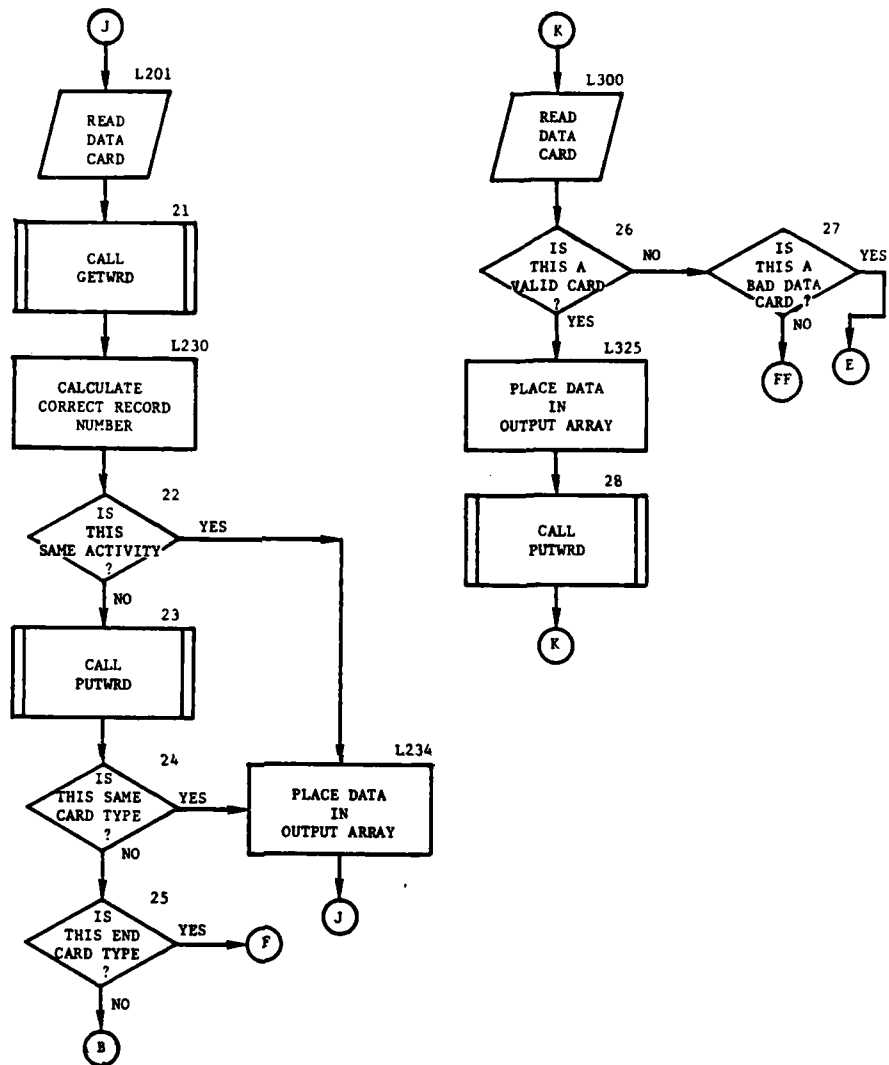 J
L201
READ
DATA
CARD
21
CALL
GETWRD
L230
CALCULATE
CORRECT RECORD
NUMBER
22
IS
THIS
SAME ACTIVITY
?
YES
NO
23
CALL
PUTWRD
24
IS
THIS SAME
CARD TYPE
?
YES
NO
L234
PLACE DATA
IN
OUTPUT ARRAY
J
25
IS
THIS END
CARD TYPE
?
YES
F
NO
B
K
L300
READ
DATA
CARD
26
IS
THIS A
VALID CARD
?
NO
YES
27
IS
THIS A
BAD DATA
CARD ?
YES
NO
FF
E
L325
PLACE DATA
IN
OUTPUT ARRAY
28
CALL
PUTWRD
K